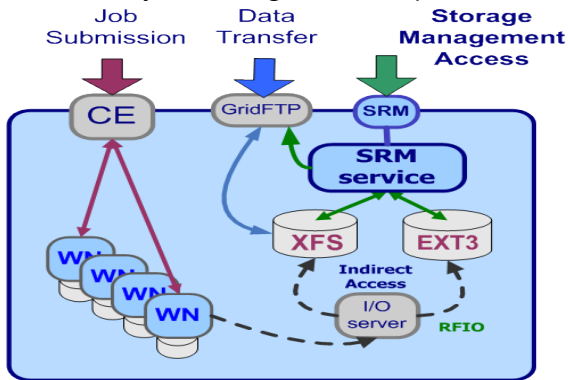 Job
Submission
Data
Transfer
Storage
Management
Access
CE
GridFTP
SRM
SRM
service
XFS
EXT3
WN
WN
WN
WN
Indirect
Access
I/O
server
RFIO